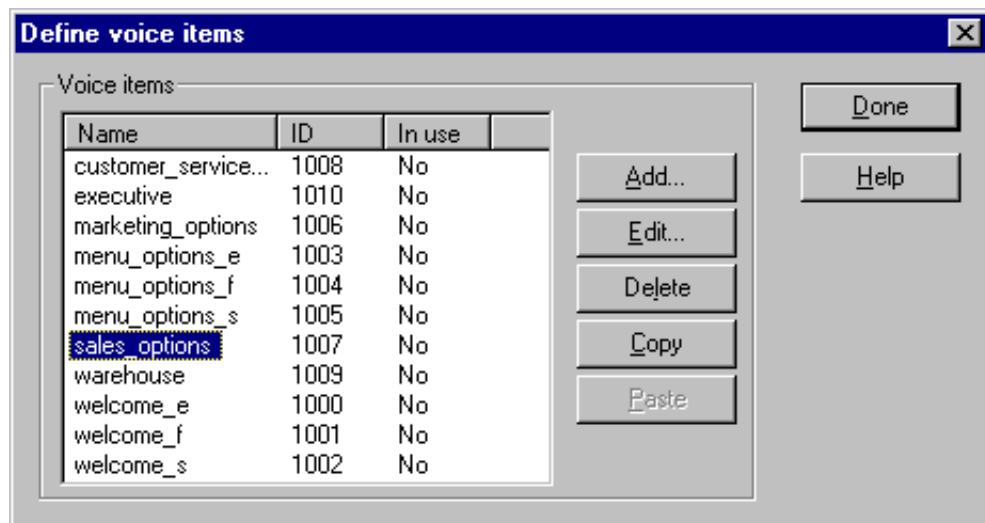 Define voice items
Voice items
Name ID In use
customer_service... 1008 No
executive 1010 No
marketing_options 1006 No
menu_options_e 1003 No
menu_options_f 1004 No
menu_options_s 1005 No
sales_options 1007 No
warehouse 1009 No
welcome_e 1000 No
welcome_f 1001 No
welcome_s 1002 No
Add...
Edit...
Delete
Copy
Paste
Done
Help